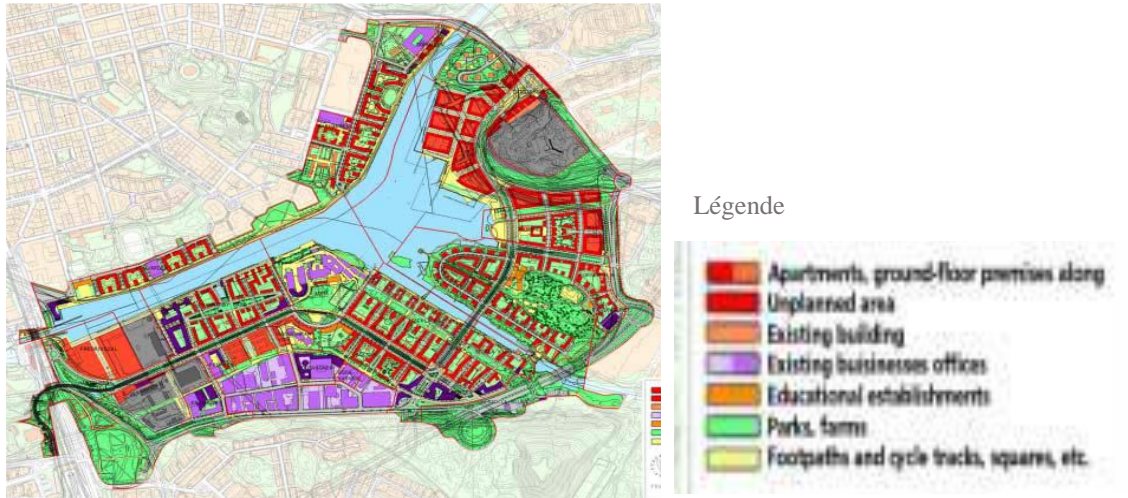 Légende
Apartments, ground-floor premises along
Unplanned area
Existing building
Existing buisinesses offices
Educational establishments
Parks, farms
Footpaths and cycle tracks, squares, etc.